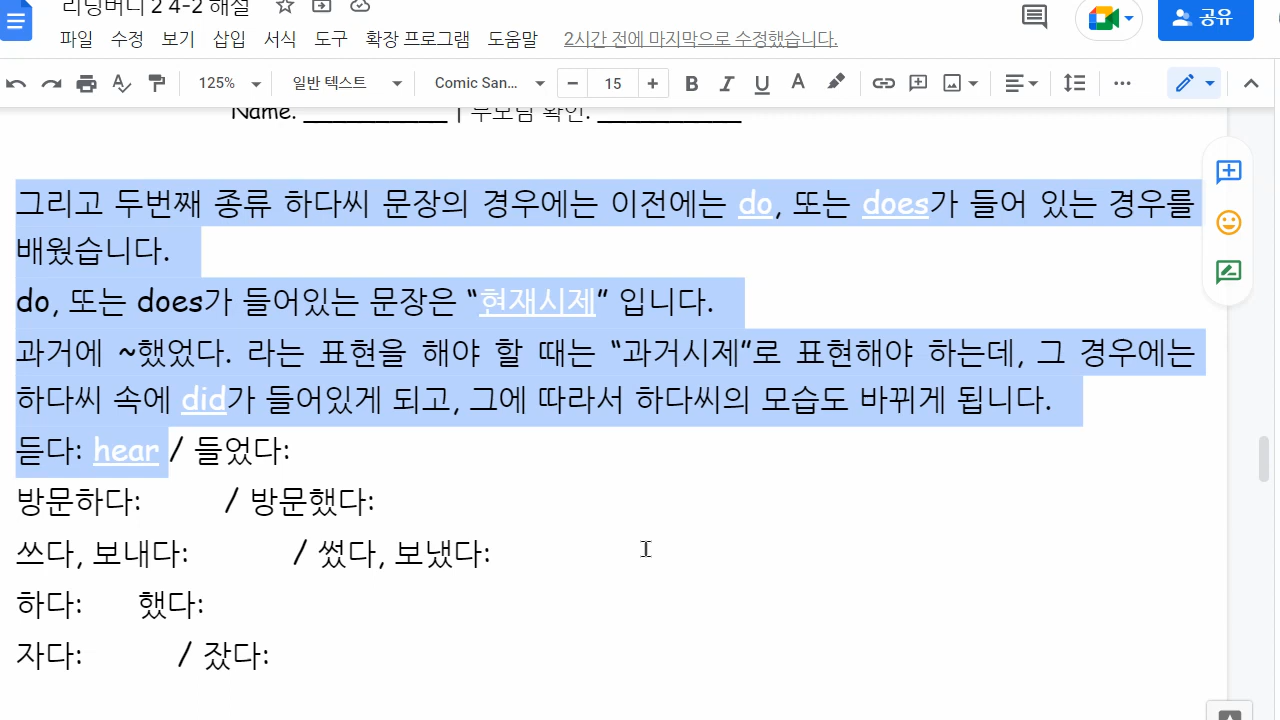 리딩버디 2 4-2 해설
파일 수정 보기 삽입 서식 도구 확장 프로그램 도움말 2시간 전에 마지막으로 수정했습니다.
공유
125% 일반 텍스트 Comic San... 15 B I U A
Name: ____________ | 부모님 확인: ____________
그리고 두번째 종류 하다씨 문장의 경우에는 이전에는 do, 또는 does가 들어 있는 경우를
배웠습니다.
do, 또는 does가 들어있는 문장은 “현재시제” 입니다.
과거에 ~했었다. 라는 표현을 해야 할 때는 “과거시제”로 표현해야 하는데, 그 경우에는
하다씨 속에 did가 들어있게 되고, 그에 따라서 하다씨의 모습도 바뀌게 됩니다.
듣다: hear / 들었다:
방문하다: / 방문했다:
쓰다, 보내다: / 썼다, 보냈다:
하다: 했다:
자다: / 잤다: